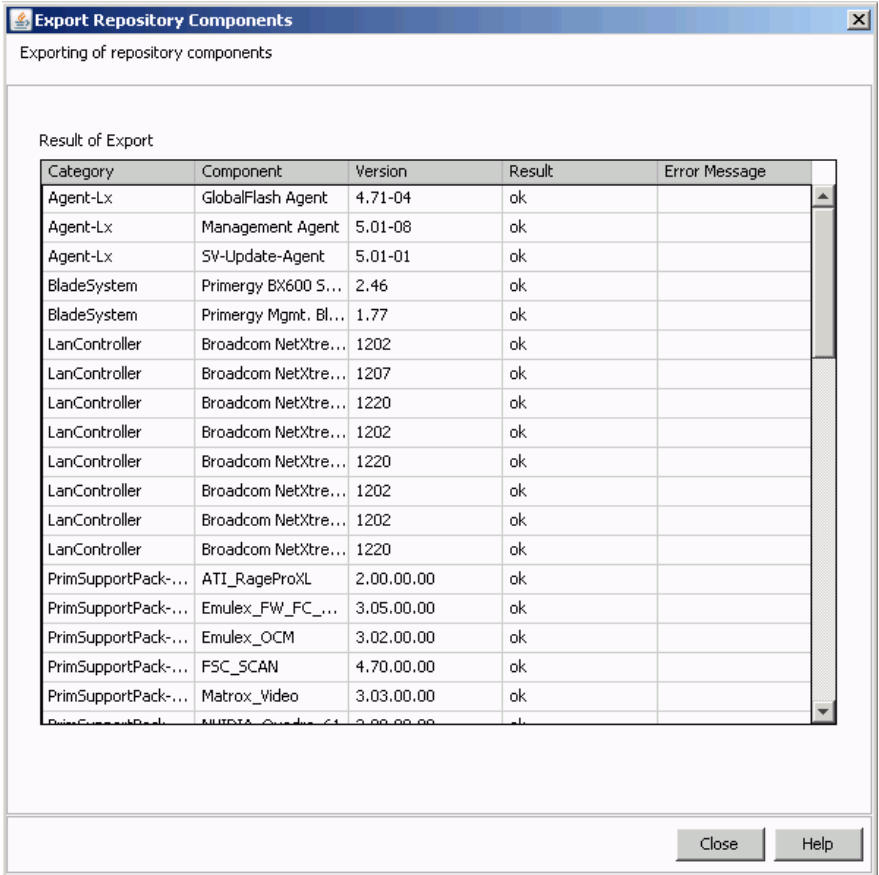 Export Repository Components
Exporting of repository components
Result of Export
Category Component Version Result Error Message
Agent-Lx GlobalFlash Agent 4.71-04 ok
Agent-Lx Management Agent 5.01-08 ok
Agent-Lx SV-Update-Agent 5.01-01 ok
BladeSystem Primergy BX600 S... 2.46 ok
BladeSystem Primergy Mgmt. Bl... 1.77 ok
LanController Broadcom NetXtre... 1202 ok
LanController Broadcom NetXtre... 1207 ok
LanController Broadcom NetXtre... 1220 ok
LanController Broadcom NetXtre... 1202 ok
LanController Broadcom NetXtre... 1220 ok
LanController Broadcom NetXtre... 1202 ok
LanController Broadcom NetXtre... 1202 ok
LanController Broadcom NetXtre... 1220 ok
PrimSupportPack-... ATI_RageProXL 2.00.00.00 ok
PrimSupportPack-... Emulex_FW_FC_... 3.05.00.00 ok
PrimSupportPack-... Emulex_OCM 3.02.00.00 ok
PrimSupportPack-... FSC_SCAN 4.70.00.00 ok
PrimSupportPack-... Matrox_Video 3.03.00.00 ok
Close Help